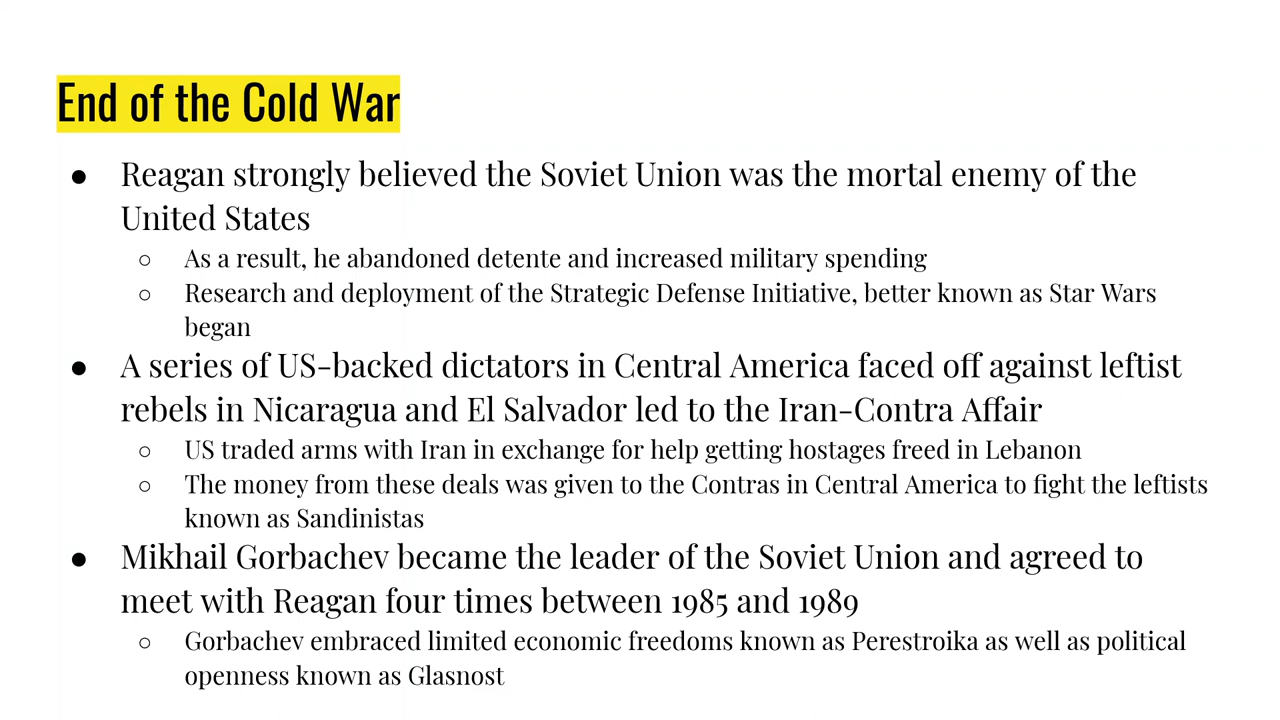 End of the Cold War
● Reagan strongly believed the Soviet Union was the mortal enemy of the
United States
○ As a result, he abandoned detente and increased military spending
○ Research and deployment of the Strategic Defense Initiative, better known as Star Wars
began
● A series of US-backed dictators in Central America faced off against leftist
rebels in Nicaragua and El Salvador led to the Iran-Contra Affair
○ US traded arms with Iran in exchange for help getting hostages freed in Lebanon
○ The money from these deals was given to the Contras in Central America to fight the leftists
known as Sandinistas
● Mikhail Gorbachev became the leader of the Soviet Union and agreed to
meet with Reagan four times between 1985 and 1989
○ Gorbachev embraced limited economic freedoms known as Perestroika as well as political
openness known as Glasnost